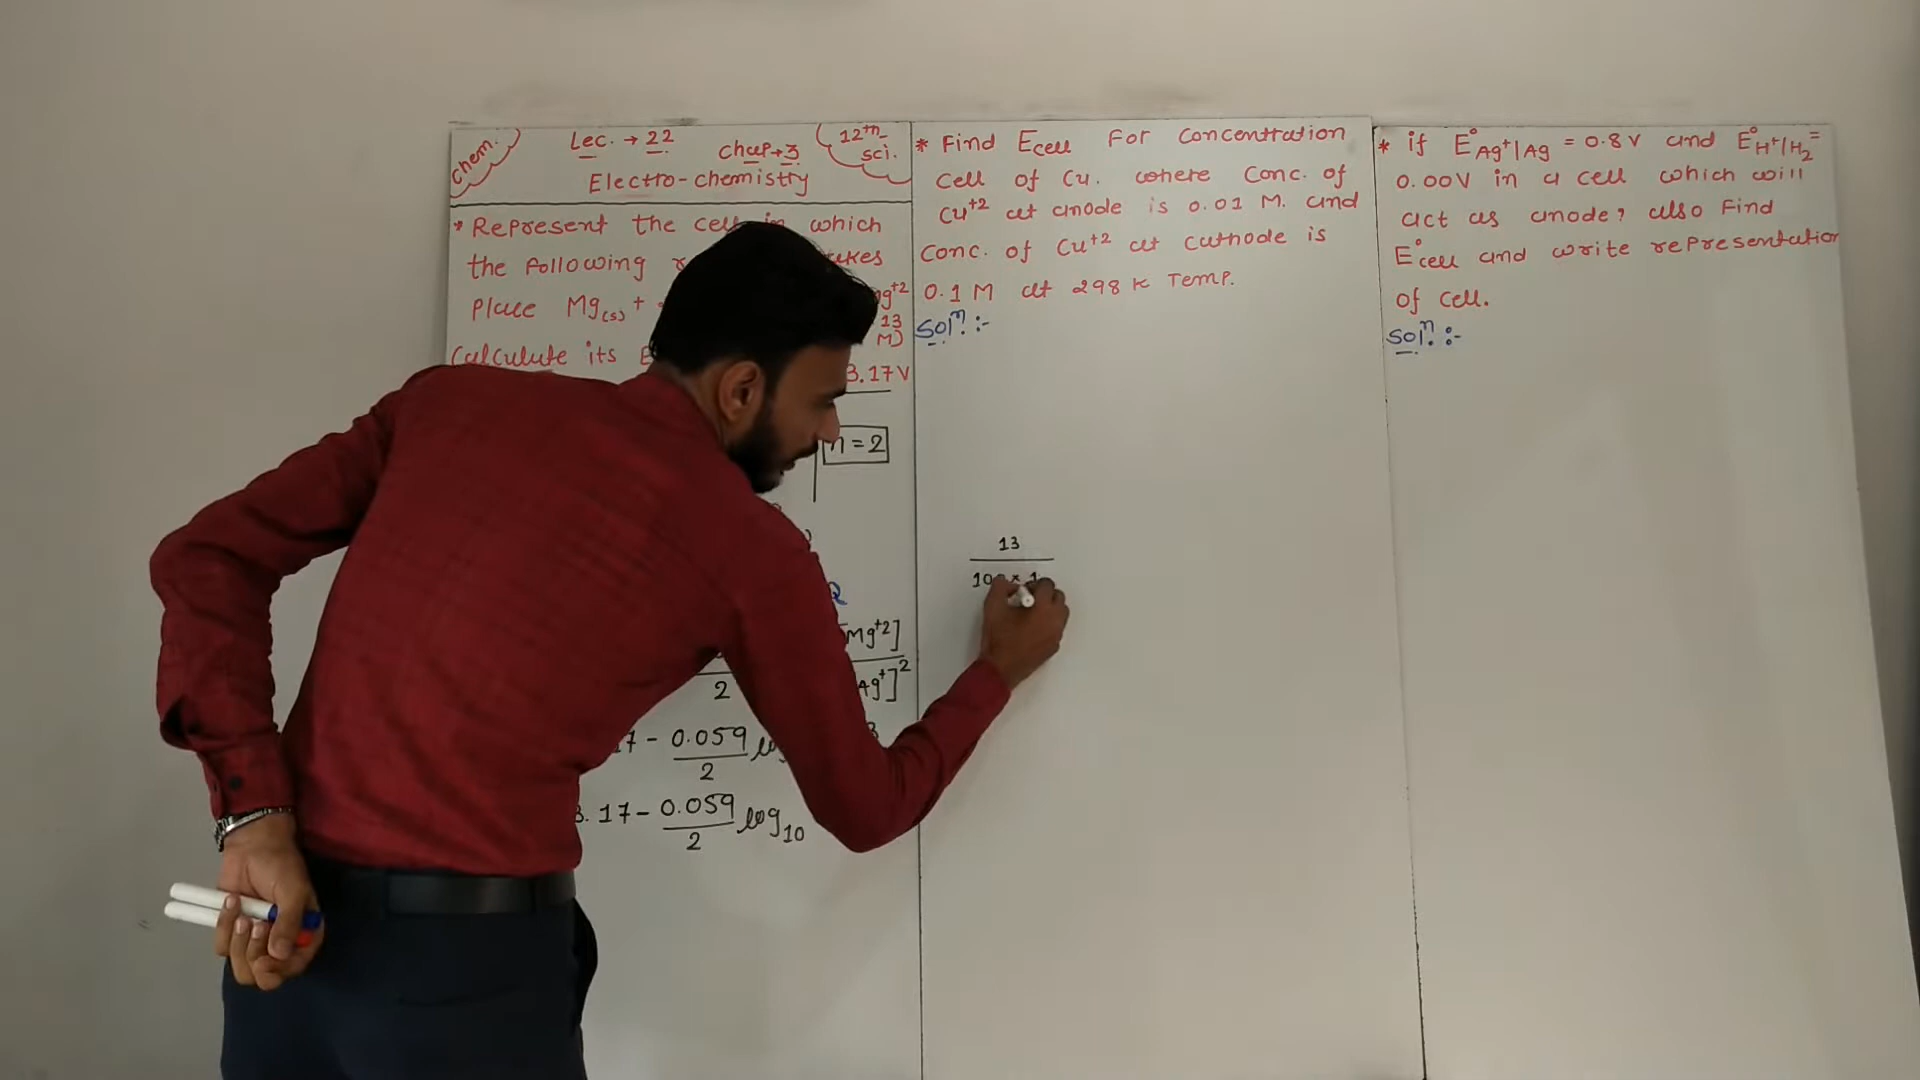 Chem.
Lec. → 22
Chap → 3
12th sci.
Electro-chemistry
* Represent the cell in which
the following takes
place Mg(s) +
Mg+2
13
M)
Calculate its E
3.17 V
n = 2
Q
[Mg+2]
2
Ag+]2
17 - 0.059
2
3.17 - 0.059 log10
2
* Find Ecell For concentration
cell of Cu. where conc. of
Cu+2 at anode is 0.01 M. and
conc. of Cu+2 at cathode is
0.1 M at 298 K Temp.
Soln. :-
13
* if E°Ag+|Ag = 0.8 V and E°H+|H2 =
0.00V in a cell which will
act as anode, also Find
E°cell and write representation
of cell.
Soln. :-